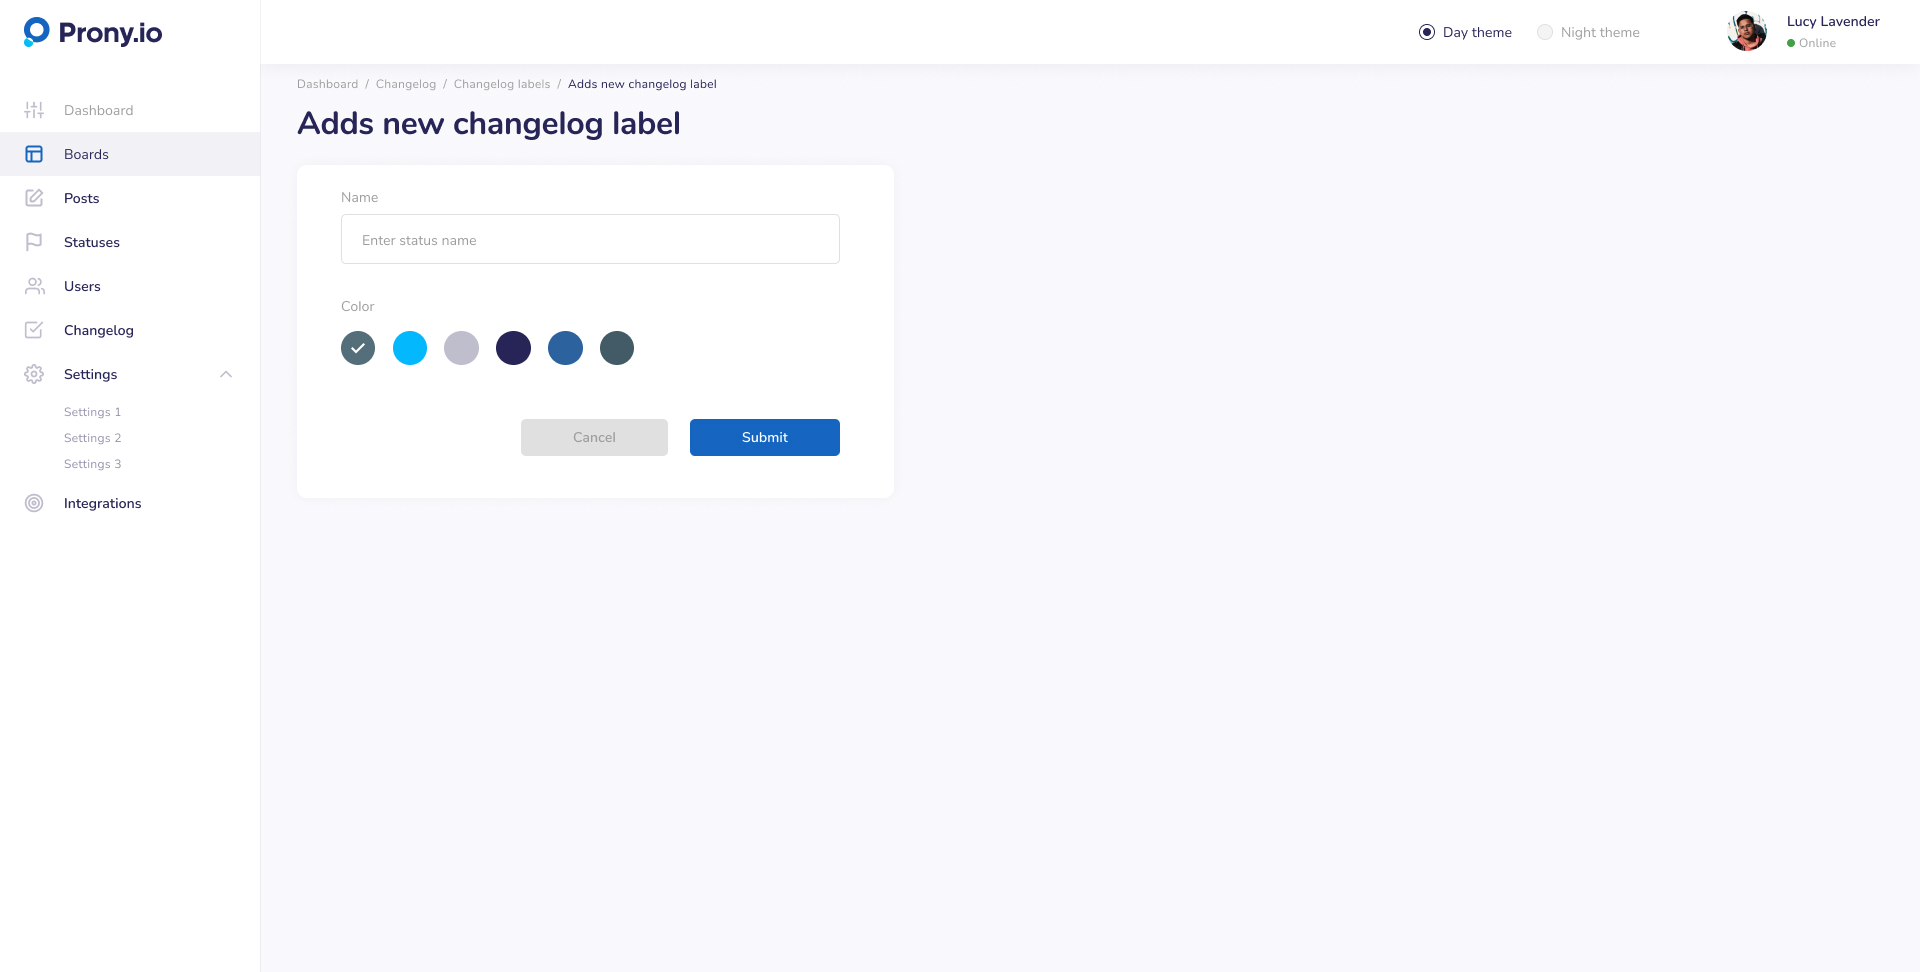 Prony.io
Day theme
Night theme
Lucy Lavender
Online
Dashboard
Boards
Posts
Statuses
Users
Changelog
Settings
Settings 1
Settings 2
Settings 3
Integrations
Dashboard / Changelog / Changelog labels / Adds new changelog label
Adds new changelog label
Name
Enter status name
Color
Cancel
Submit